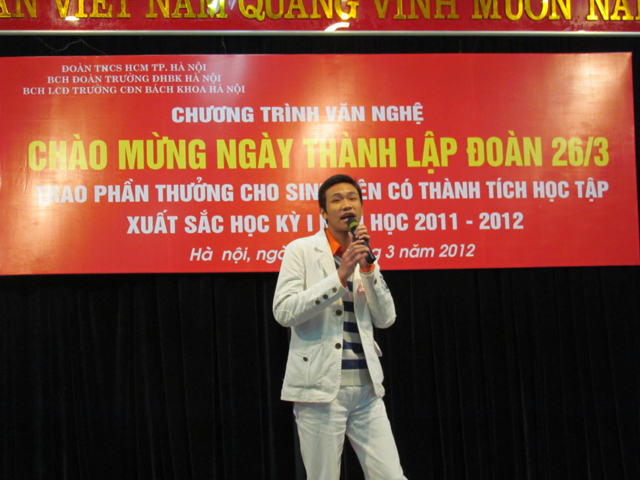 VIỆT NAM QUANG VINH MUÔN NĂ
ĐOÀN TNCS HCM TP. HÀ NỘI
BCH ĐOÀN TRƯỜNG ĐHBK HÀ NỘI
BCH LCĐ TRƯỜNG CĐN BÁCH KHOA HÀ NỘI
CHƯƠNG TRÌNH VĂN NGHỆ
CHÀO MỪNG NGÀY THÀNH LẬP ĐOÀN 26/3
PHẦN THƯỞNG CHO SINH CÓ THÀNH TÍCH HỌC TẬP
XUẤT SẮC HỌC KỲ I HỌC 2011 - 2012
Hà nội, ngày 3 năm 2012